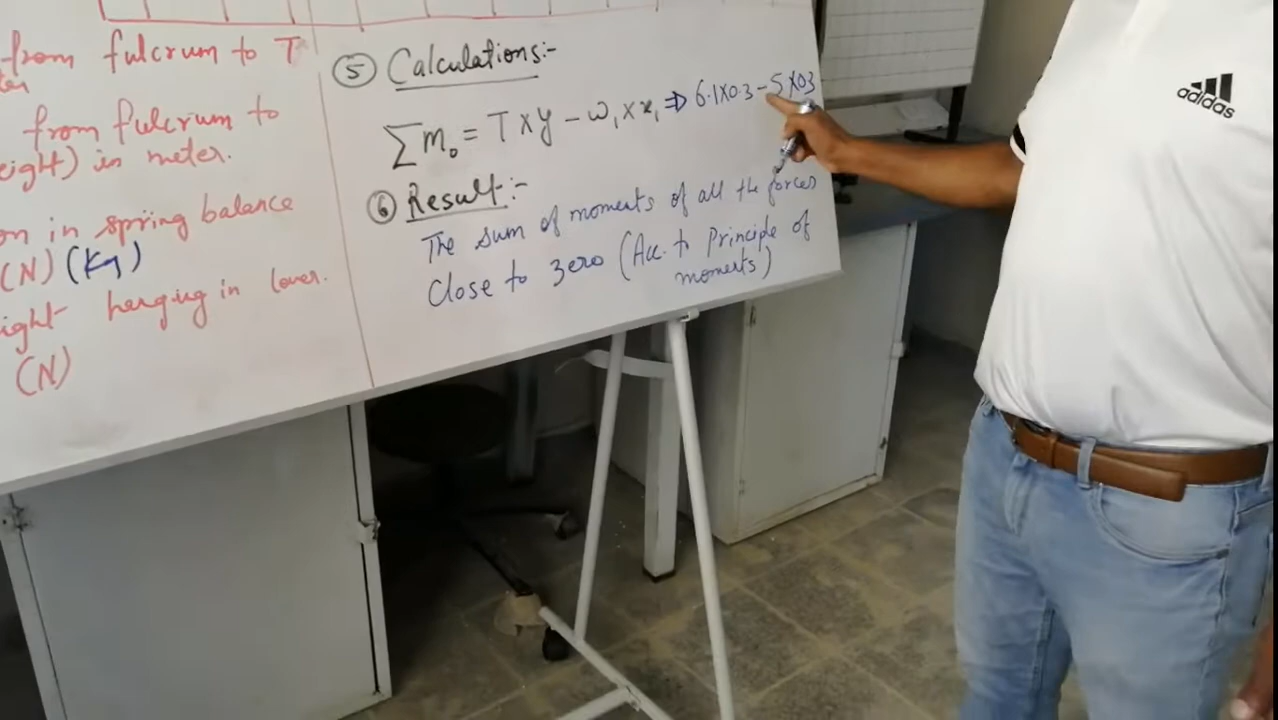 from fulcrum to T
from fulcrum to
eight) in meter.
on in spring balance
(N) (Kg)
ight hanging in lever.
(N)
⑤ Calculations:-
∑m₀ = T × y - ω₁ × x₁ ⇒ 6.1×0.3 - 5×03
⑥ Result:-
The sum of moments of all the forces
Close to Zero (Acc. to Principle of
moments)
adidas